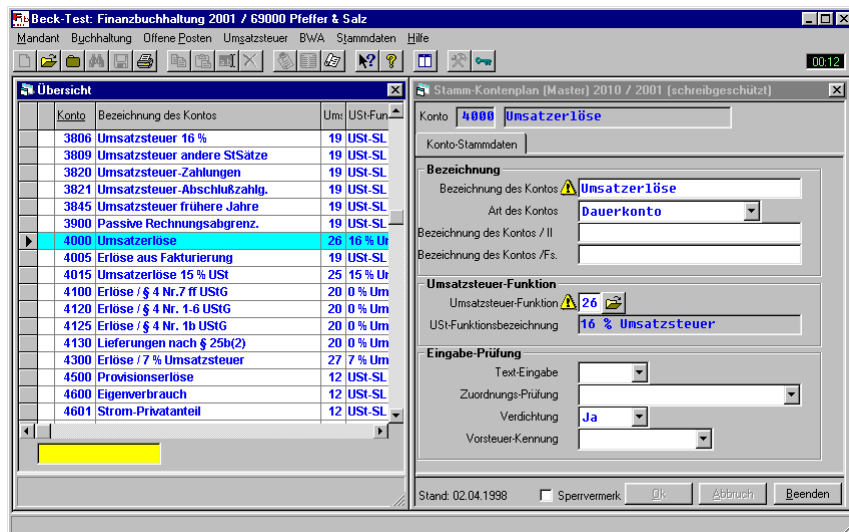 Beck-Test: Finanzbuchhaltung 2001 / 69000 Pfeffer & Salz
Mandant Buchhaltung Offene Posten Umsatzsteuer BWA Stammdaten Hilfe
00:12
Übersicht
Konto Bezeichnung des Kontos Ums USt-Fun
3806 Umsatzsteuer 16 % 19 USt-SL
3809 Umsatzsteuer andere StSätze 19 USt-SL
3820 Umsatzsteuer-Zahlungen 19 USt-SL
3821 Umsatzsteuer-Abschlußzahlg. 19 USt-SL
3845 Umsatzsteuer frühere Jahre 19 USt-SL
3900 Passive Rechnungsabgrenz. 19 USt-SL
4000 Umsatzerlöse 26 16 % Un
4005 Erlöse aus Fakturierung 19 USt-SL
4015 Umsatzerlöse 15 % USt 25 15 % Un
4100 Erlöse / § 4 Nr.7 ff UStG 20 0 % Um
4120 Erlöse / § 4 Nr. 1-6 UStG 20 0 % Um
4125 Erlöse / § 4 Nr. 1b UStG 20 0 % Um
4130 Lieferungen nach § 25b(2) 20 0 % Um
4300 Erlöse / 7 % Umsatzsteuer 27 7 % Um
4500 Provisionserlöse 12 USt-SL
4600 Eigenverbrauch 12 USt-SL
4601 Strom-Privatanteil 12 USt-SL
Stamm-Kontenplan (Master) 2010 / 2001 (schreibgeschützt)
Konto 4000 Umsatzerlöse
Konto-Stammdaten
Bezeichnung
Bezeichnung des Kontos Umsatzerlöse
Art des Kontos Dauerkonto
Bezeichnung des Kontos / II
Bezeichnung des Kontos /Fs.
Umsatzsteuer-Funktion
Umsatzsteuer-Funktion 26
USt-Funktionsbezeichnung 16 % Umsatzsteuer
Eingabe-Prüfung
Text-Eingabe
Zuordnungs-Prüfung
Verdichtung Ja
Vorsteuer-Kennung
Stand: 02.04.1998 Sperrvermerk Ok Abbruch Beenden